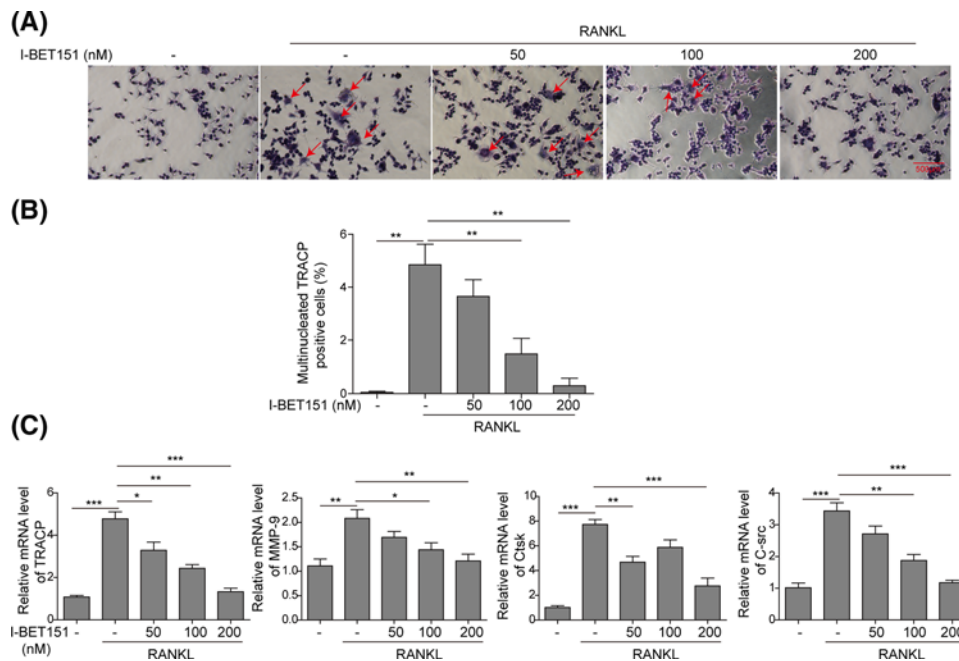 (A)
RANKL
I-BET151 (nM) - - 50 100 200
(B)
** 
** **
Multinucleated TRACP
positive cells (%)
6
4
2
0
I-BET151 (nM) - - 50 100 200
RANKL
(C)
***
**
*** *
Relative mRNA level
of TRACP
6
4
2
0
I-BET151 (nM) - - 50 100 200
RANKL
**
** *
Relative mRNA level
of MMP-9
2.5
2.0
1.5
1.0
0.5
0.0
- - 50 100 200
RANKL
***
*** **
Relative mRNA level
of Ctsk
10
8
6
4
2
0
- - 50 100 200
RANKL
***
*** **
Relative mRNA level
of C-src
4
3
2
1
0
- - 50 100 200
RANKL